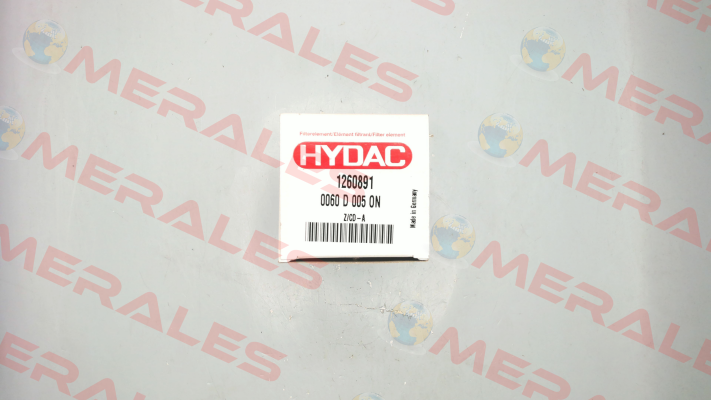 MERALES
MERALES
MERALES
Filterelement/Element filtrant/Filter element
HYDAC
1260891
0060 D 005 ON
Z/CD-A
Made in Germany
MERALES
MERALES
MERALES
MERALES